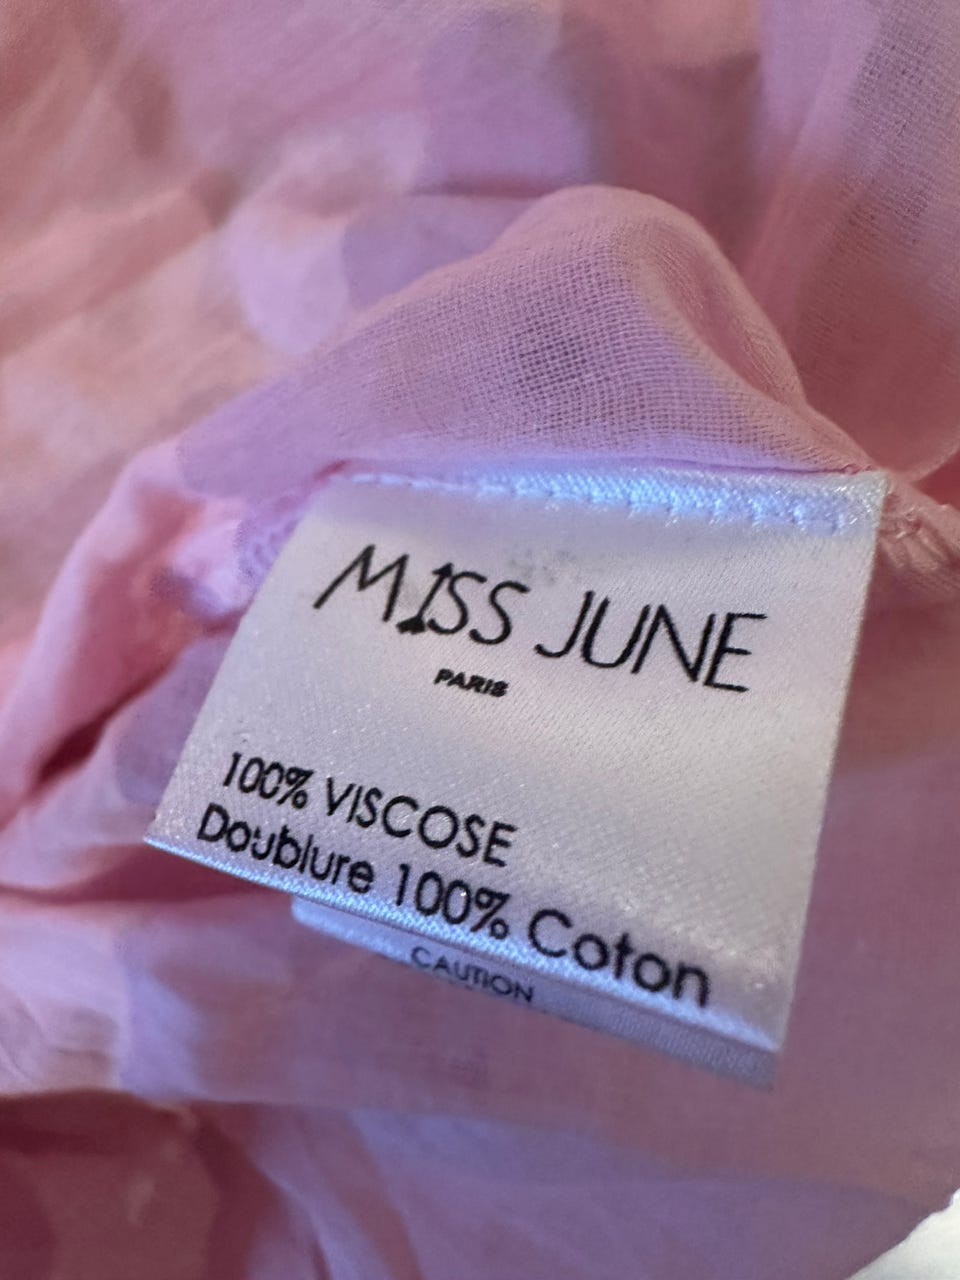 MISS JUNE
PARIS
100% VISCOSE
Doublure 100% Coton
CAUTION